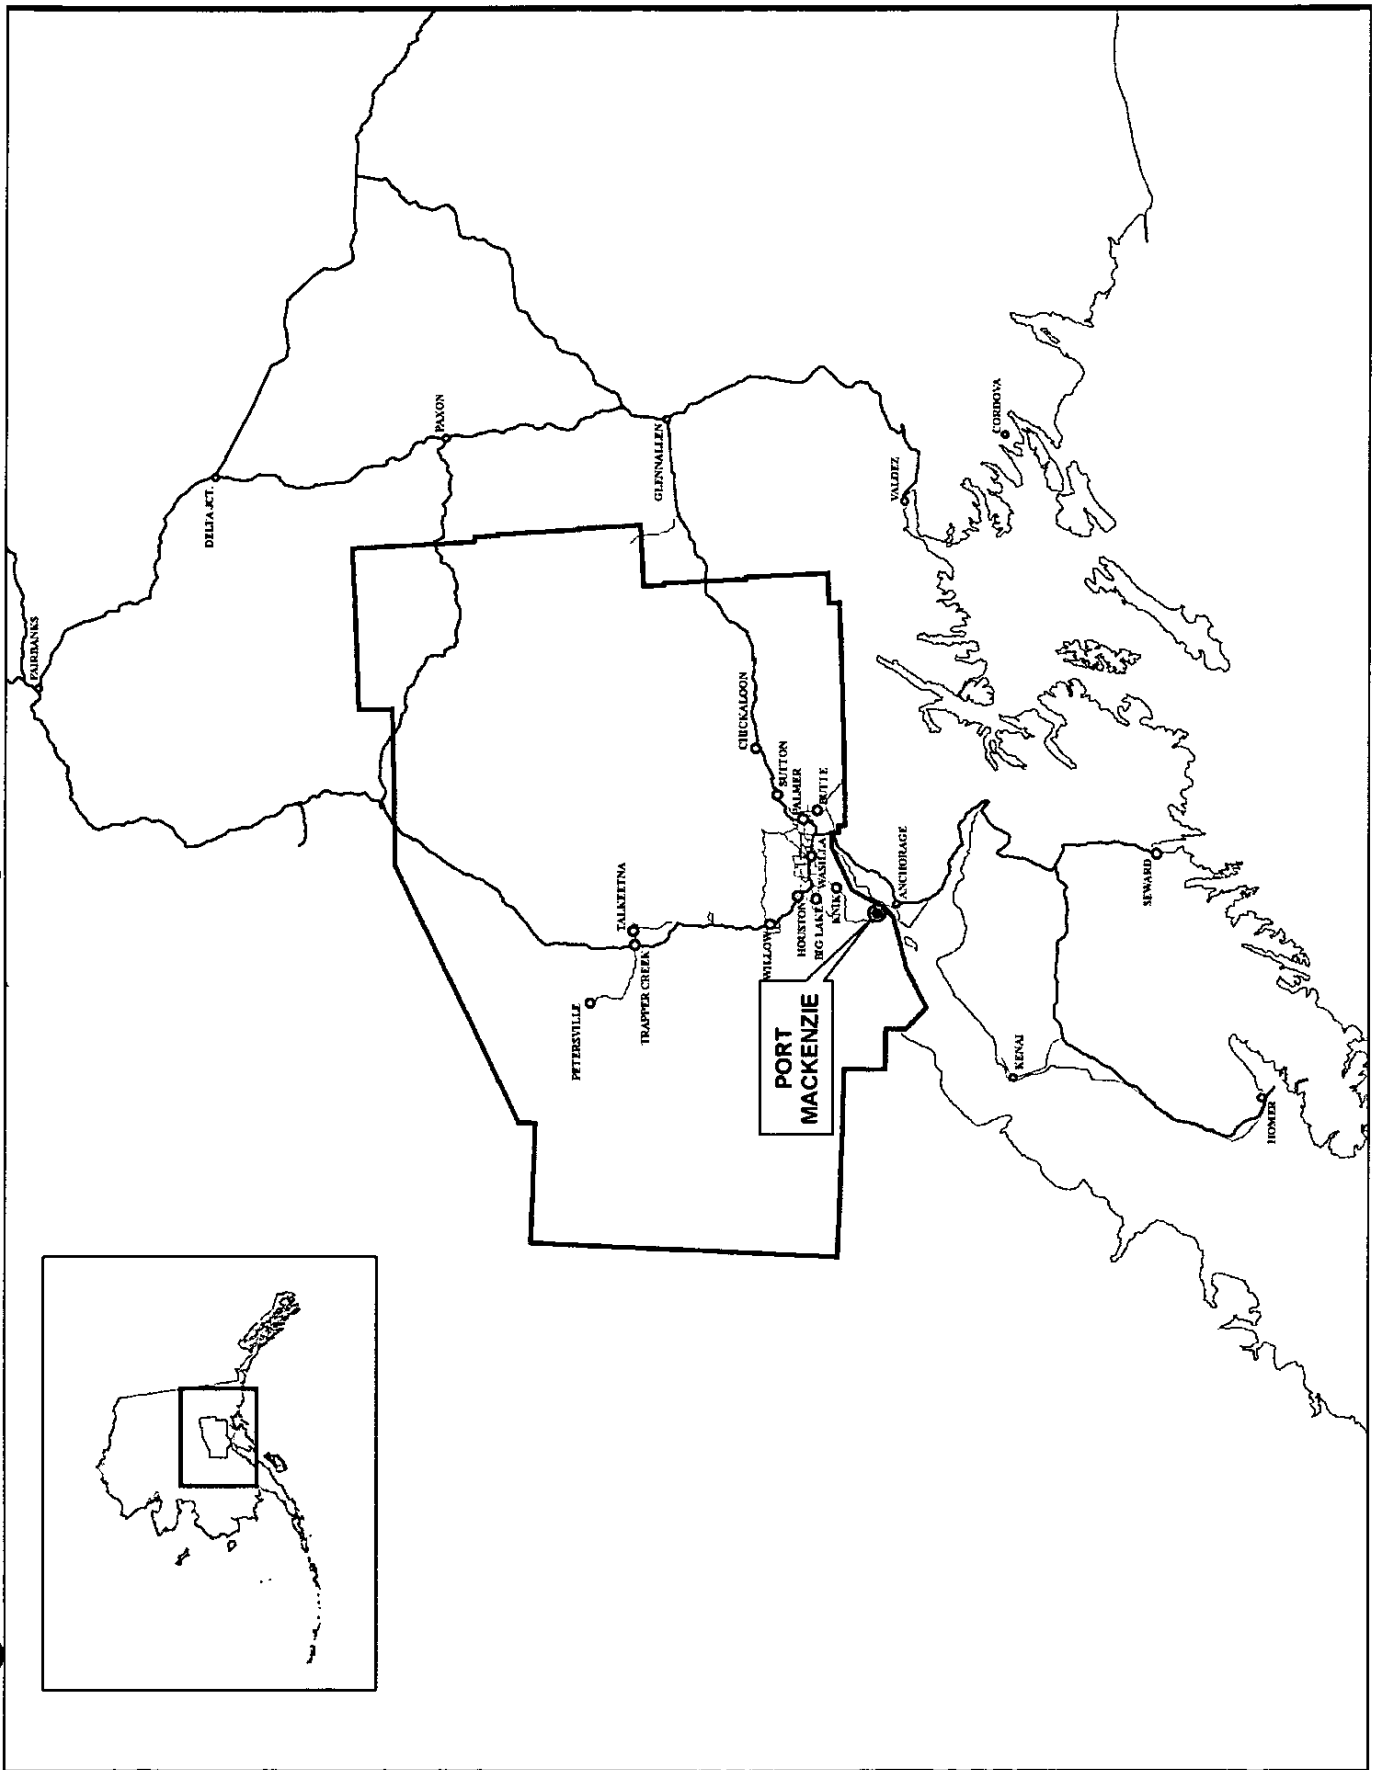 FAIRBANKS
DELTA JCT.
PAXON
PETERSVILLE
TALKEETNA
TRAPPER CREEK
GLENNALLEN
CHICKALOON
WILLOW
SUTTON
PALMER
HOUSTON
BIG LAKE
WASILLA
BUTTE
KNIK
PORT
MACKENZIE
VALDEZ
ANCHORAGE
CORDOVA
KENAI
SEWARD
HOMER